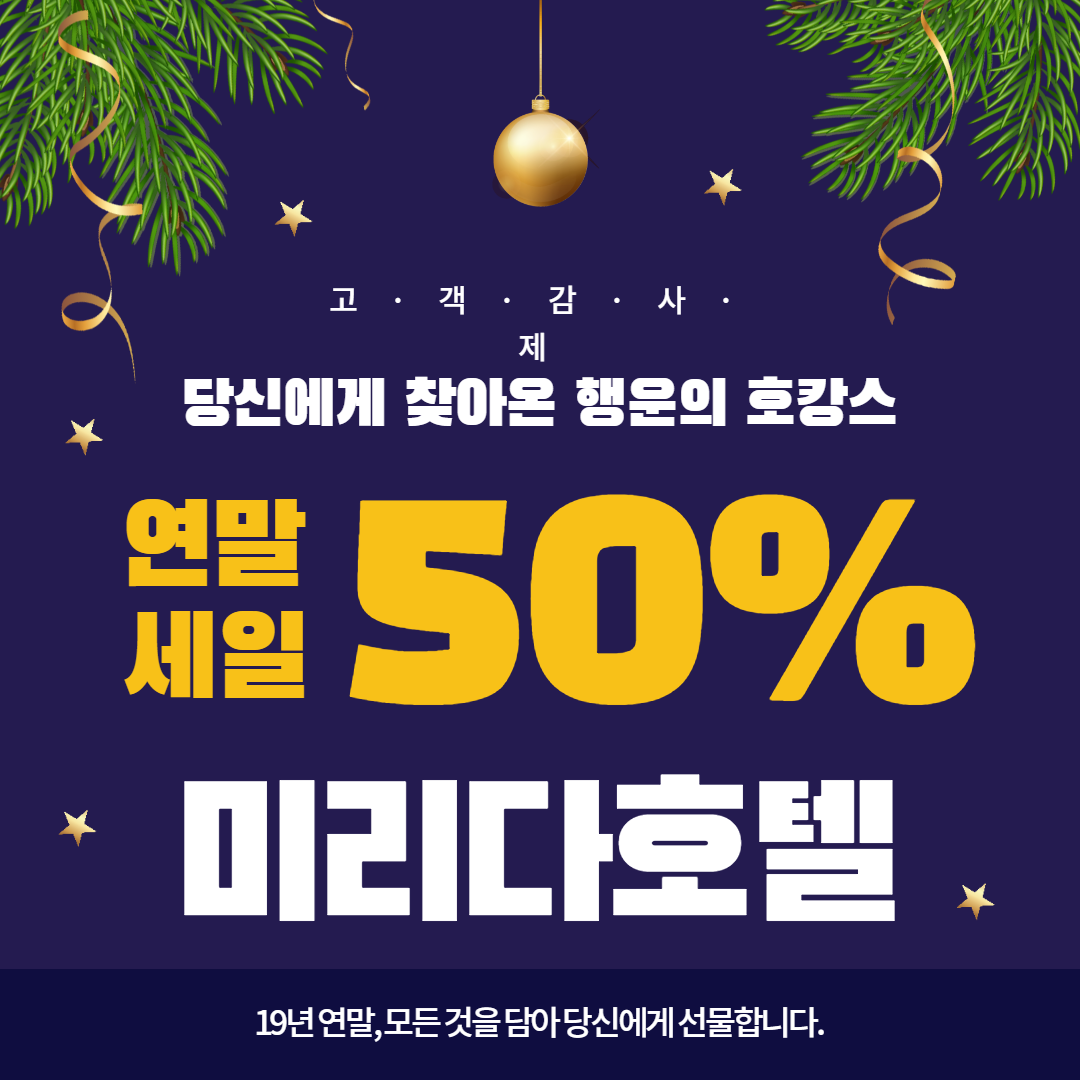 고 · 객 · 감 · 사 ·
제
당신에게 찾아온 행운의 호캉스
연말
세일
50%
미리다호텔
19년 연말, 모든 것을 담아 당신에게 선물합니다.